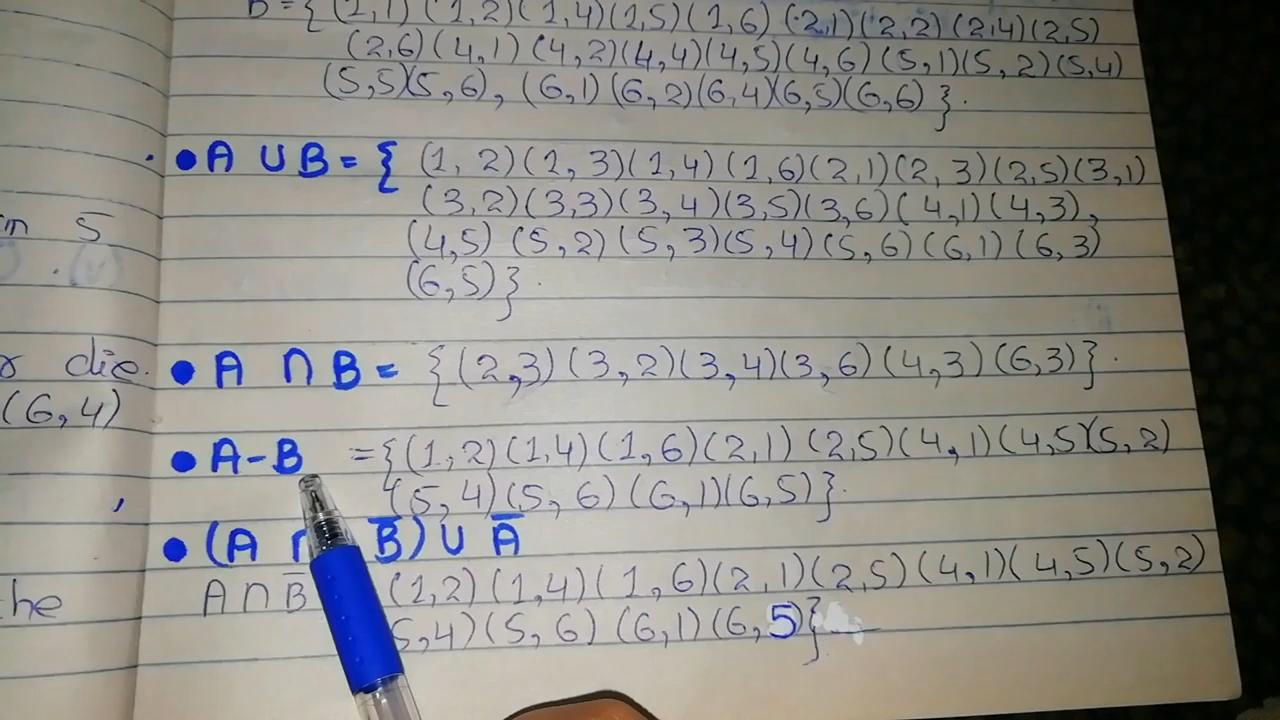 B = { (1,1) (1,2) (1,4) (1,5) (1,6) (2,1) (2,2) (2,4) (2,5)
(2,6) (4,1) (4,2) (4,4) (4,5) (4,6) (5,1) (5,2) (5,4)
(5,5) (5,6), (6,1) (6,2) (6,4) (6,5) (6,6) }.
• A ∪ B = { (1, 2) (1, 3) (1,4) (1,6) (2,1) (2, 3) (2,5) (3,1)
(3,2) (3,3) (3,4) (3,5) (3,6) (4,1) (4,3),
(4,5) (5,2) (5,3) (5,4) (5,6) (6,1) (6,3)
(6,5) }.
• A ∩ B = { (2,3) (3,2) (3,4) (3,6) (4,3) (6,3) }.
• A - B = { (1,2) (1,4) (1,6) (2,1) (2,5) (4,1) (4,5) (5,2)
(5,4) (5,6) (6,1) (6,5) }.
• (A ∩ B̅) ∪ A̅
A ∩ B̅ (1,2) (1,4) (1,6) (2,1) (2,5) (4,1) (4,5) (5,2)
5,4) (5,6) (6,1) (6,5) }
5
die.
(6,4)
,